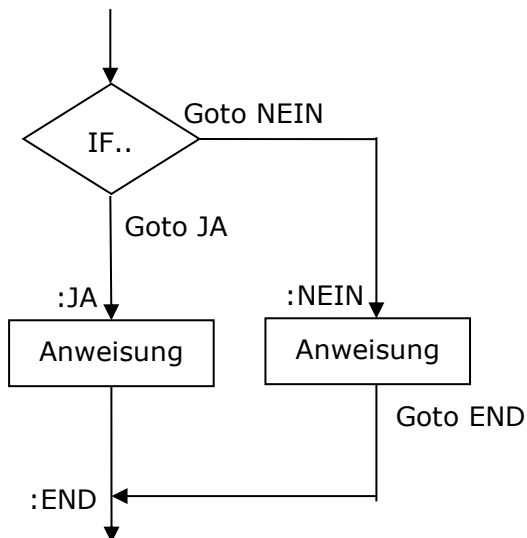 Goto NEIN
IF..
Goto JA
:JA
:NEIN
Anweisung
Anweisung
Goto END
:END